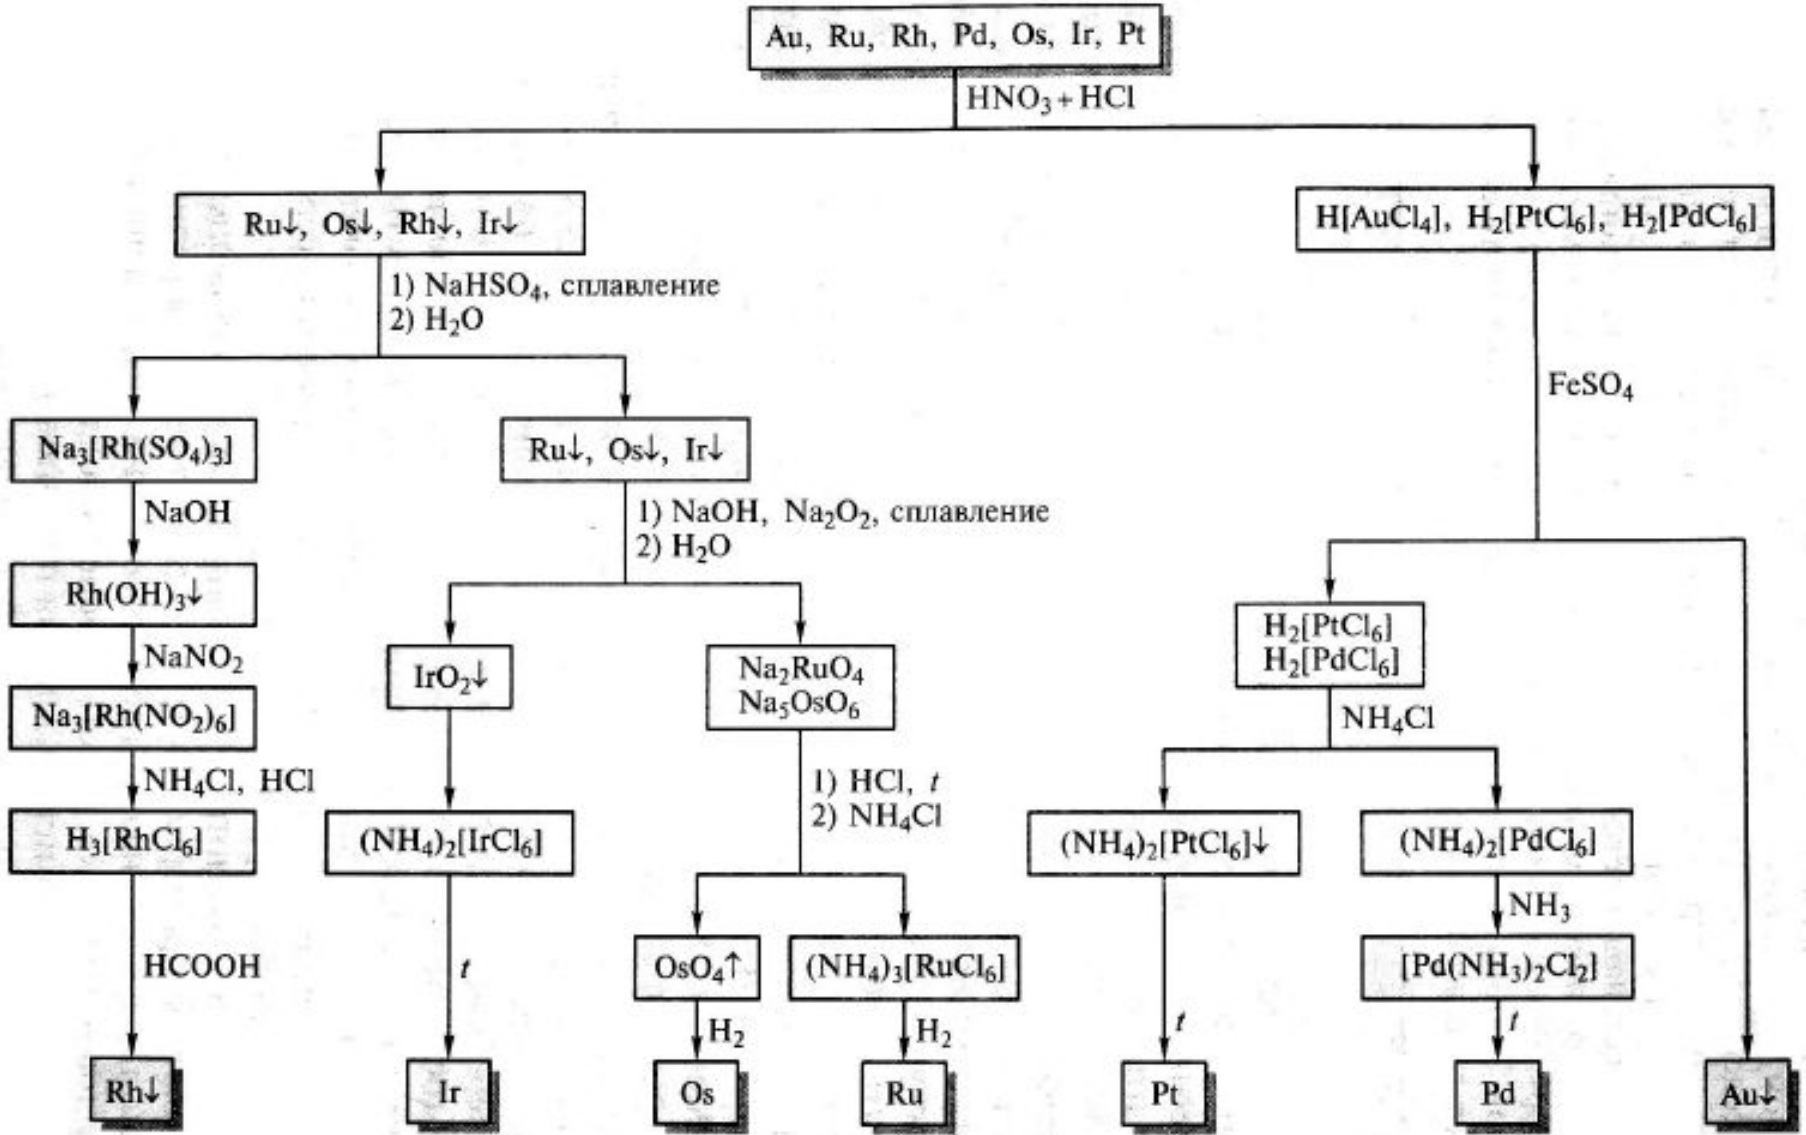 Au, Ru, Rh, Pd, Os, Ir, Pt
HNO₃+HCl
Ru↓, Os↓, Rh↓, Ir↓
H[AuCl₄], H₂[PtCl₆], H₂[PdCl₆]
1) NaHSO₄, сплавление
2) H₂O
FeSO₄
Na₃[Rh(SO₄)₃]
Ru↓, Os↓, Ir↓
NaOH
1) NaOH, Na₂O₂, сплавление
2) H₂O
Rh(OH)₃↓
H₂[PtCl₆]
H₂[PdCl₆]
NaNO₂
IrO₂↓
Na₂RuO₄
Na₅OsO₆
Na₃[Rh(NO₂)₆]
NH₄Cl
NH₄Cl, HCl
1) HCl, t
2) NH₄Cl
H₃[RhCl₆]
(NH₄)₂[IrCl₆]
(NH₄)₂[PtCl₆]↓
(NH₄)₂[PdCl₆]
NH₃
HCOOH
t
OsO₄↑
(NH₄)₃[RuCl₆]
[Pd(NH₃)₂Cl₂]
H₂
H₂
t
t
Rh↓
Ir
Os
Ru
Pt
Pd
Au↓